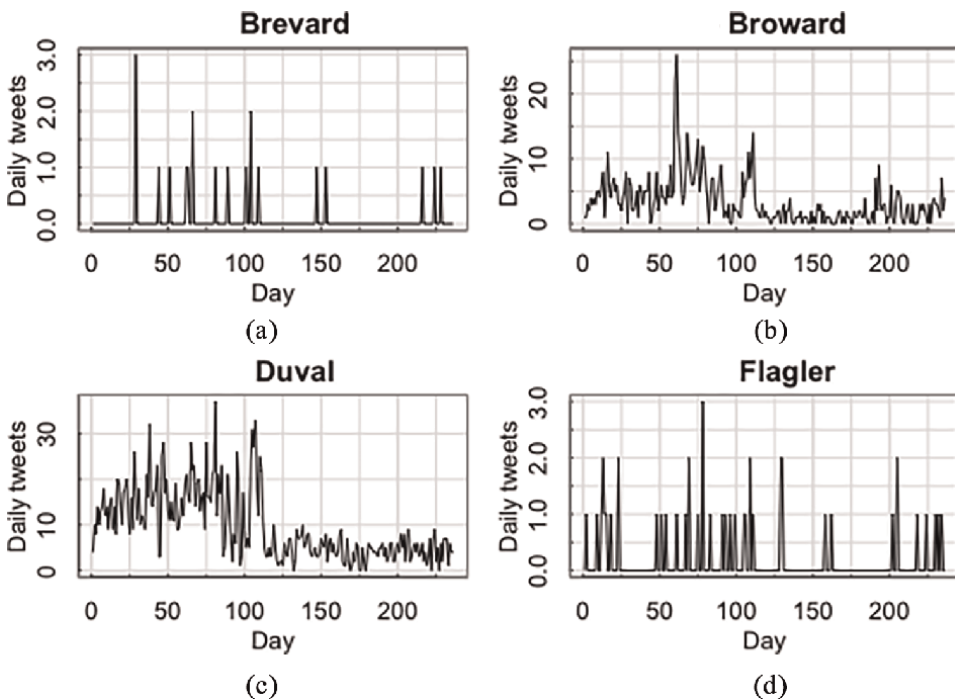 Brevard
Daily tweets
0.0 1.0 2.0 3.0
0 50 100 150 200
Day
(a)
Broward
Daily tweets
0 10 20
0 50 100 150 200
Day
(b)
Duval
Daily tweets
0 10 30
0 50 100 150 200
Day
(c)
Flagler
Daily tweets
0.0 1.0 2.0 3.0
0 50 100 150 200
Day
(d)